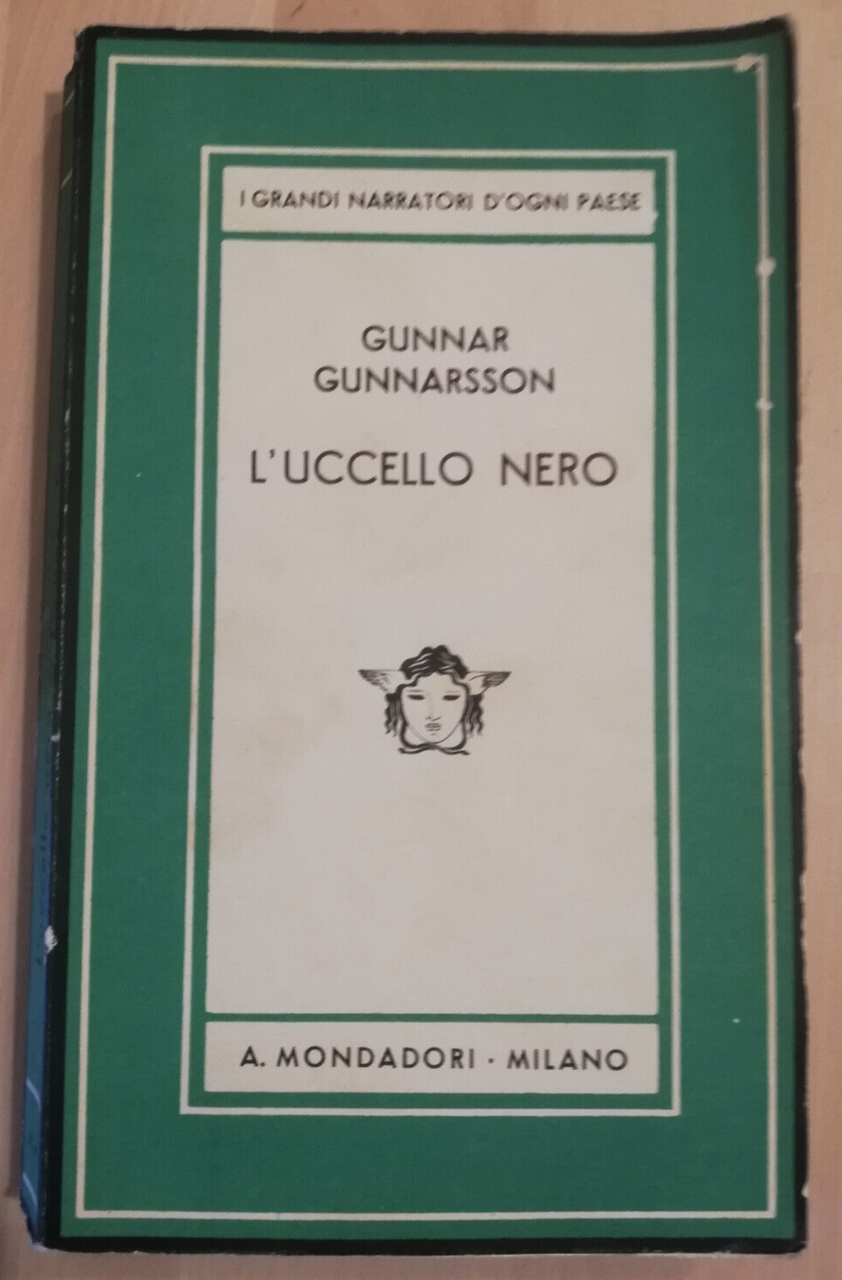 I GRANDI NARRATORI D'OGNI PAESE
GUNNAR
GUNNARSSON
L'UCCELLO NERO
A. MONDADORI · MILANO